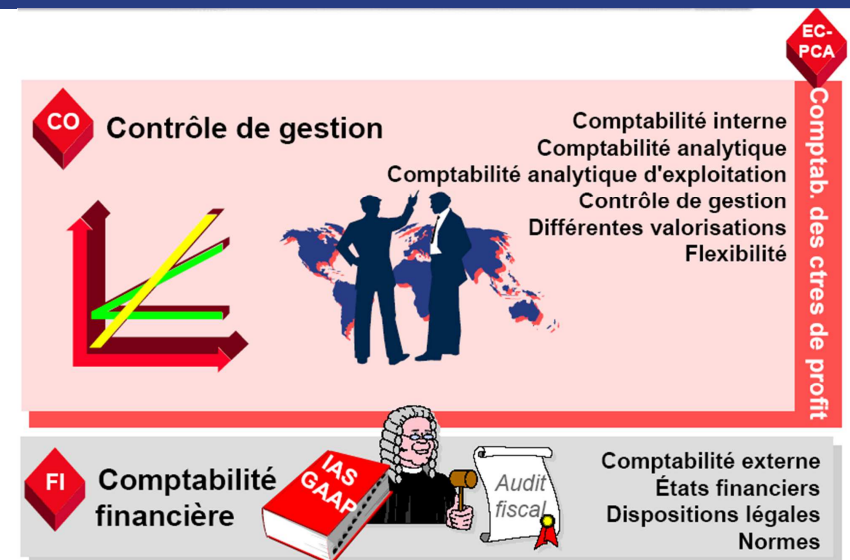 EC-
PCA
CO
Contrôle de gestion
Comptabilité interne
Comptabilité analytique
Comptabilité analytique d'exploitation
Contrôle de gestion
Différentes valorisations
Flexibilité
Comptab. des ctres de profit
FI
Comptabilité
financière
IAS
GAAP
Audit
fiscal
Comptabilité externe
États financiers
Dispositions légales
Normes